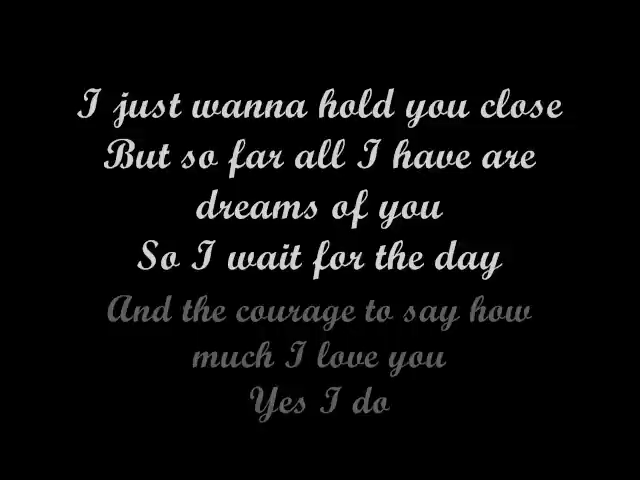 I just wanna hold you close
But so far all I have are
dreams of you
So I wait for the day
And the courage to say how
much I love you
Yes I do